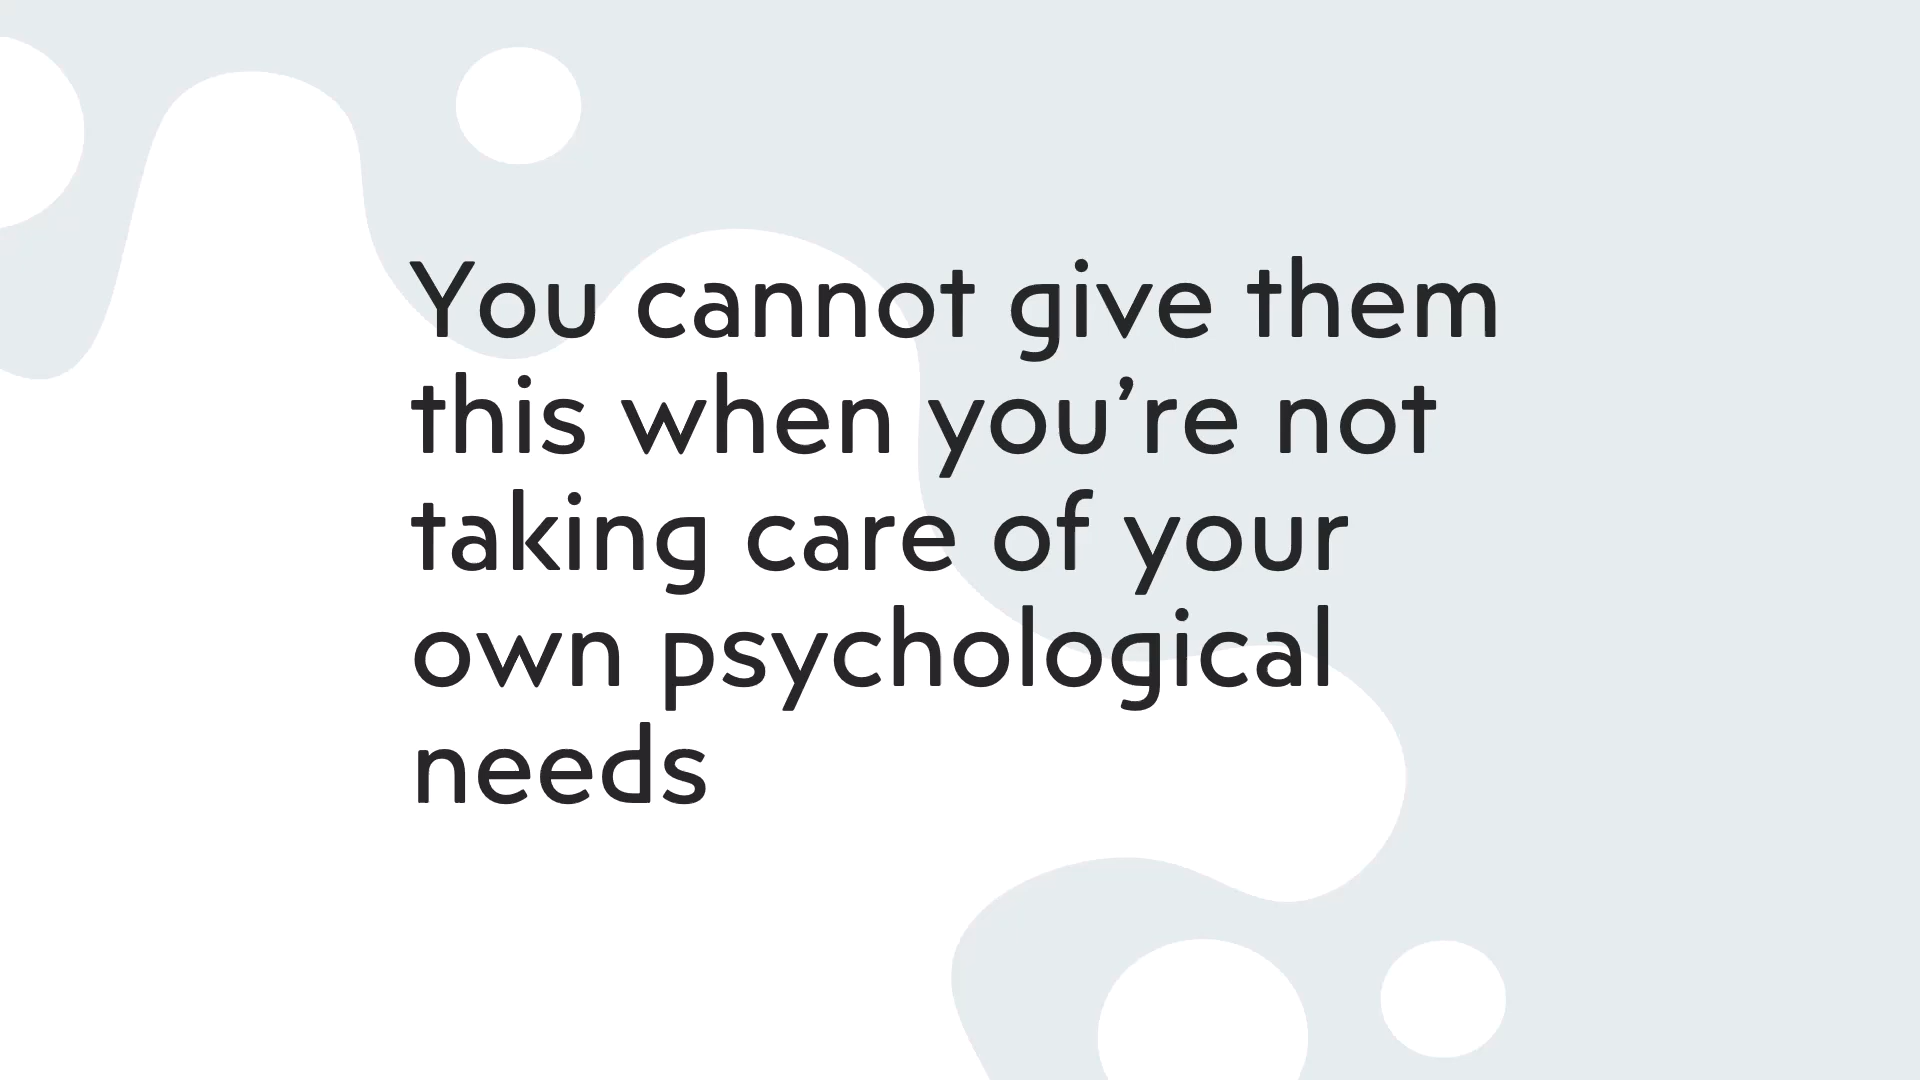 You cannot give them
this when you’re not
taking care of your
own psychological
needs